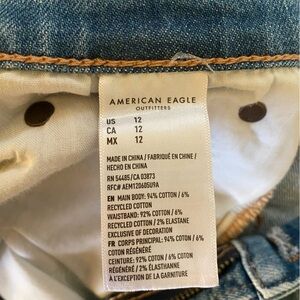 AMERICAN EAGLE
OUTFITTERS
US 12
CA 12
MX 12
MADE IN CHINA / FABRIQUÉ EN CHINE /
HECHO EN CHINA
RN 54485/CA 03873
RFC# AEM120605U9A
EN MAIN BODY: 94% COTTON / 6%
RECYCLED COTTON
WAISTBAND: 92% COTTON / 6%
RECYCLED COTTON / 2% ELASTANE
EXCLUSIVE OF DECORATION
FR CORPS PRINCIPAL: 94% COTON / 6%
COTON RÉGÉNÉRÉ
CEINTURE: 92% COTON / 6% COTON
RÉGÉNÉRÉ / 2% ÉLASTHANNE
À L'EXCEPTION DE LA GARNITURE